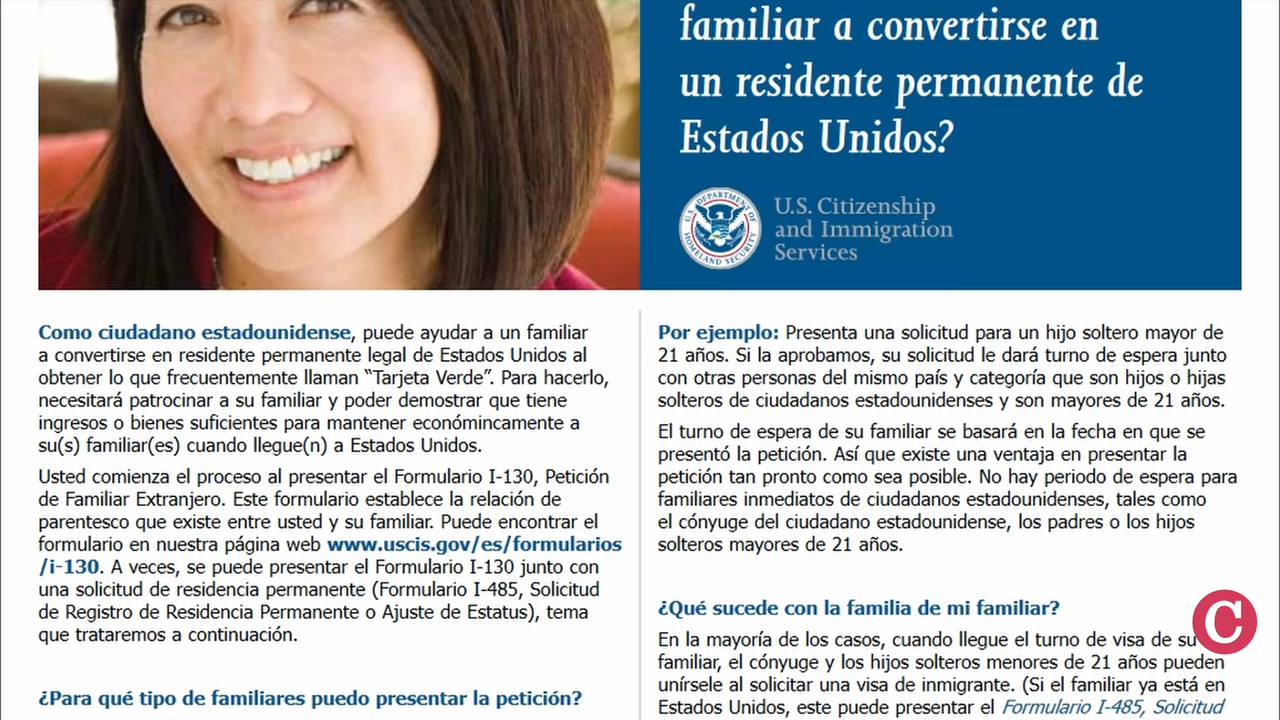 familiar a convertirse en
un residente permanente de
Estados Unidos?
U.S. DEPARTMENT OF
HOMELAND SECURITY
U.S. Citizenship
and Immigration
Services
Como ciudadano estadounidense, puede ayudar a un familiar
a convertirse en residente permanente legal de Estados Unidos al
obtener lo que frecuentemente llaman “Tarjeta Verde”. Para hacerlo,
necesitará patrocinar a su familiar y poder demostrar que tiene
ingresos o bienes suficientes para mantener económincamente a
su(s) familiar(es) cuando llegue(n) a Estados Unidos.
Usted comienza el proceso al presentar el Formulario I-130, Petición
de Familiar Extranjero. Este formulario establece la relación de
parentesco que existe entre usted y su familiar. Puede encontrar el
formulario en nuestra página web www.uscis.gov/es/formularios
/i-130. A veces, se puede presentar el Formulario I-130 junto con
una solicitud de residencia permanente (Formulario I-485, Solicitud
de Registro de Residencia Permanente o Ajuste de Estatus), tema
que trataremos a continuación.
¿Para qué tipo de familiares puedo presentar la petición?
Por ejemplo: Presenta una solicitud para un hijo soltero mayor de
21 años. Si la aprobamos, su solicitud le dará turno de espera junto
con otras personas del mismo país y categoría que son hijos o hijas
solteros de ciudadanos estadounidenses y son mayores de 21 años.
El turno de espera de su familiar se basará en la fecha en que se
presentó la petición. Así que existe una ventaja en presentar la
petición tan pronto como sea posible. No hay periodo de espera para
familiares inmediatos de ciudadanos estadounidenses, tales como
el cónyuge del ciudadano estadounidense, los padres o los hijos
solteros mayores de 21 años.
¿Qué sucede con la familia de mi familiar?
En la mayoría de los casos, cuando llegue el turno de visa de su
familiar, el cónyuge y los hijos solteros menores de 21 años pueden
unírsele al solicitar una visa de inmigrante. (Si el familiar ya está en
Estados Unidos, este puede presentar el Formulario I-485, Solicitud
C